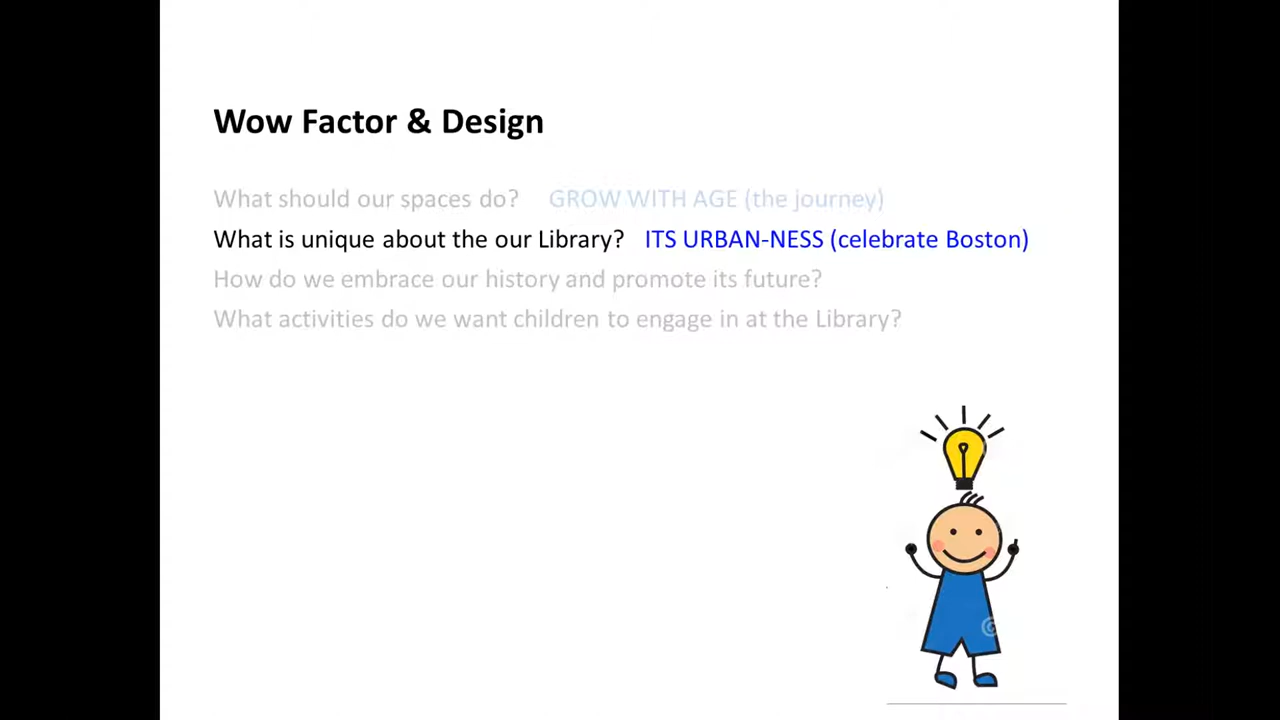 Wow Factor & Design
What should our spaces do? GROW WITH AGE (the journey)
What is unique about the our Library? ITS URBAN-NESS (celebrate Boston)
How do we embrace our history and promote its future?
What activities do we want children to engage in at the Library?